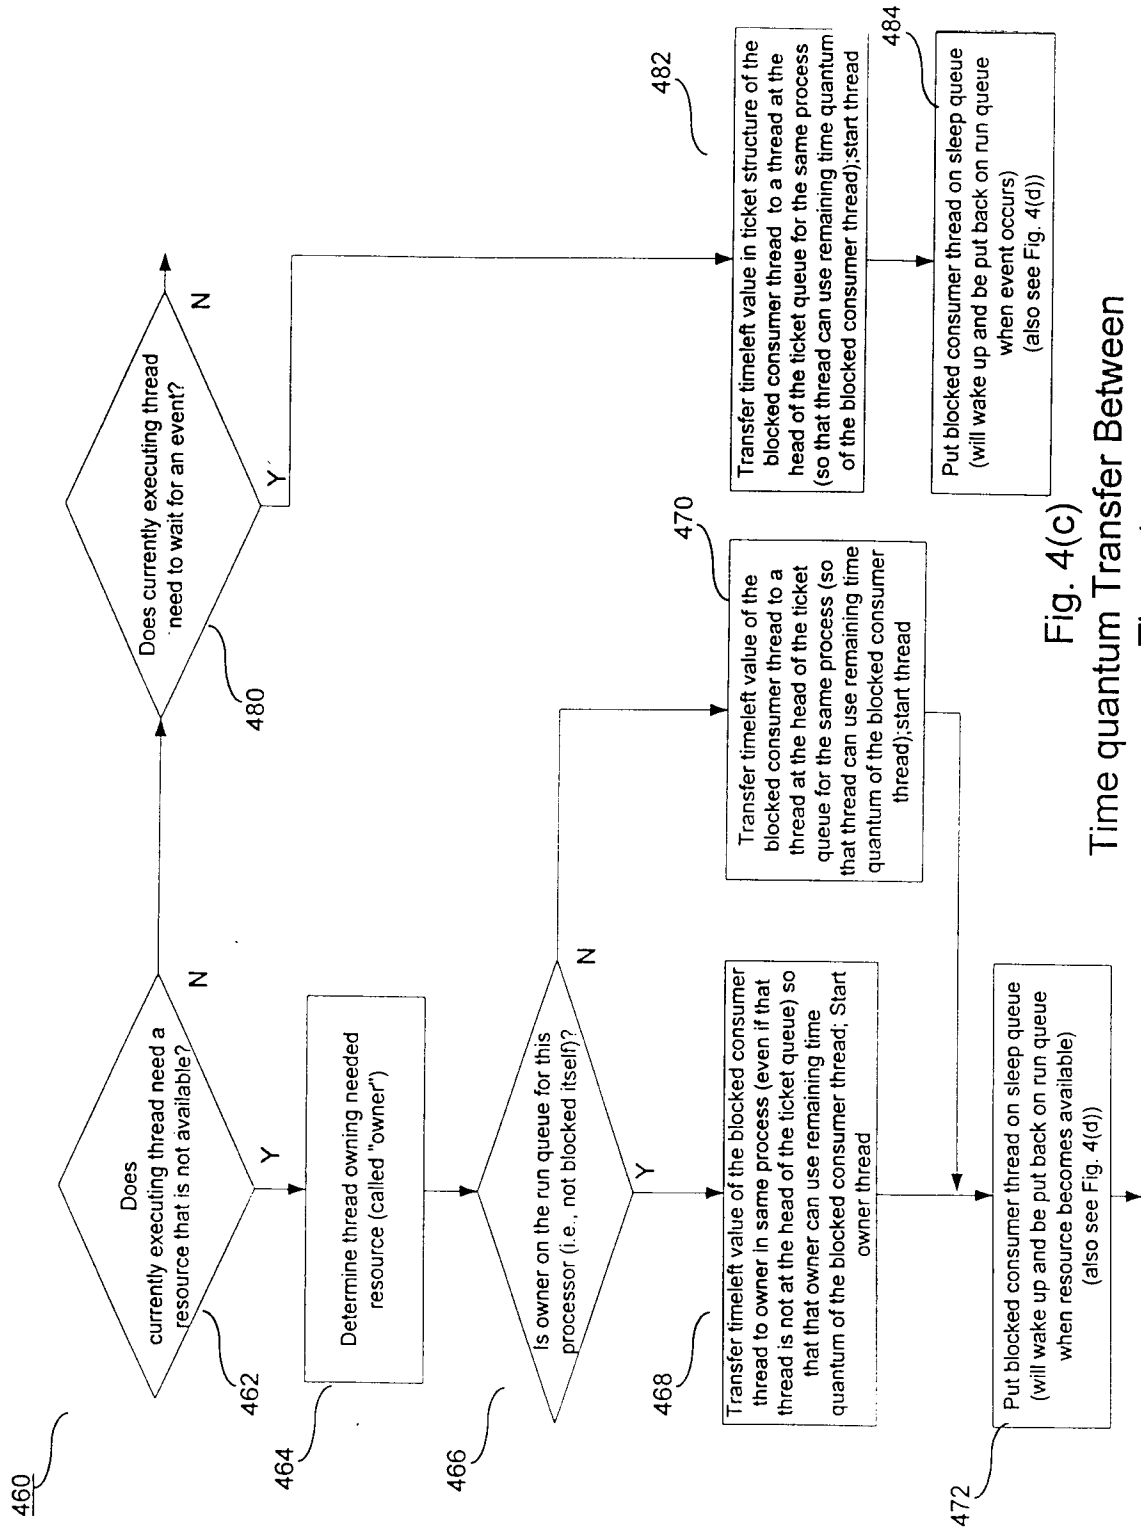 460
Does
currently executing thread need a
resource that is not available?
462
N
Y
Does currently executing thread
need to wait for an event?
480
N
Y
464
Determine thread owning needed
resource (called "owner")
466
Is owner on the run queue for this
processor (i.e., not blocked itself)?
N
Y
468
Transfer timeleft value of the blocked consumer
thread to owner in same process (even if that
thread is not at the head of the ticket queue) so
that that owner can use remaining time
quantum of the blocked consumer thread; Start
owner thread
470
Transfer timeleft value of the
blocked consumer thread to a
thread at the head of the ticket
queue for the same process (so
that thread can use remaining time
quantum of the blocked consumer
thread);start thread
482
Transfer timeleft value in ticket structure of the
blocked consumer thread to a thread at the
head of the ticket queue for the same process
(so that thread can use remaining time quantum
of the blocked consumer thread);start thread
472
Put blocked consumer thread on sleep queue
(will wake up and be put back on run queue
when resource becomes available)
(also see Fig. 4(d))
484
Put blocked consumer thread on sleep queue
(will wake up and be put back on run queue
when event occurs)
(also see Fig. 4(d))
Fig. 4(c)
Time quantum Transfer Between